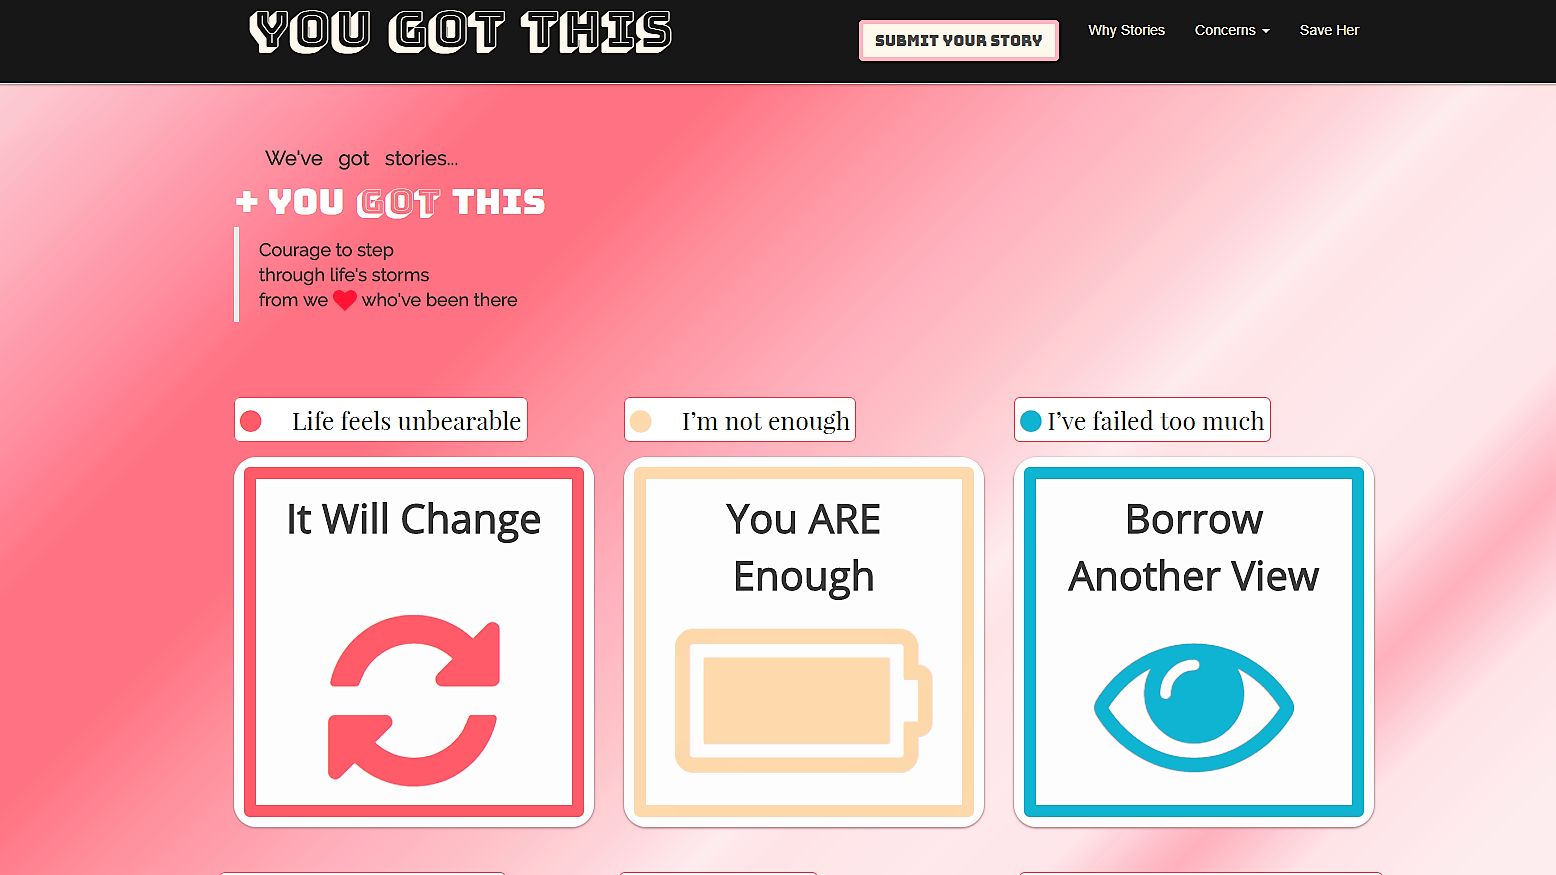 YOU GOT THIS
SUBMIT YOUR STORY
Why Stories
Concerns
Save Her
We've got stories...
+ YOU GOT THIS
Courage to step
through life's storms
from we ❤ who've been there
Life feels unbearable
I’m not enough
I’ve failed too much
It Will Change
You ARE
Enough
Borrow
Another View